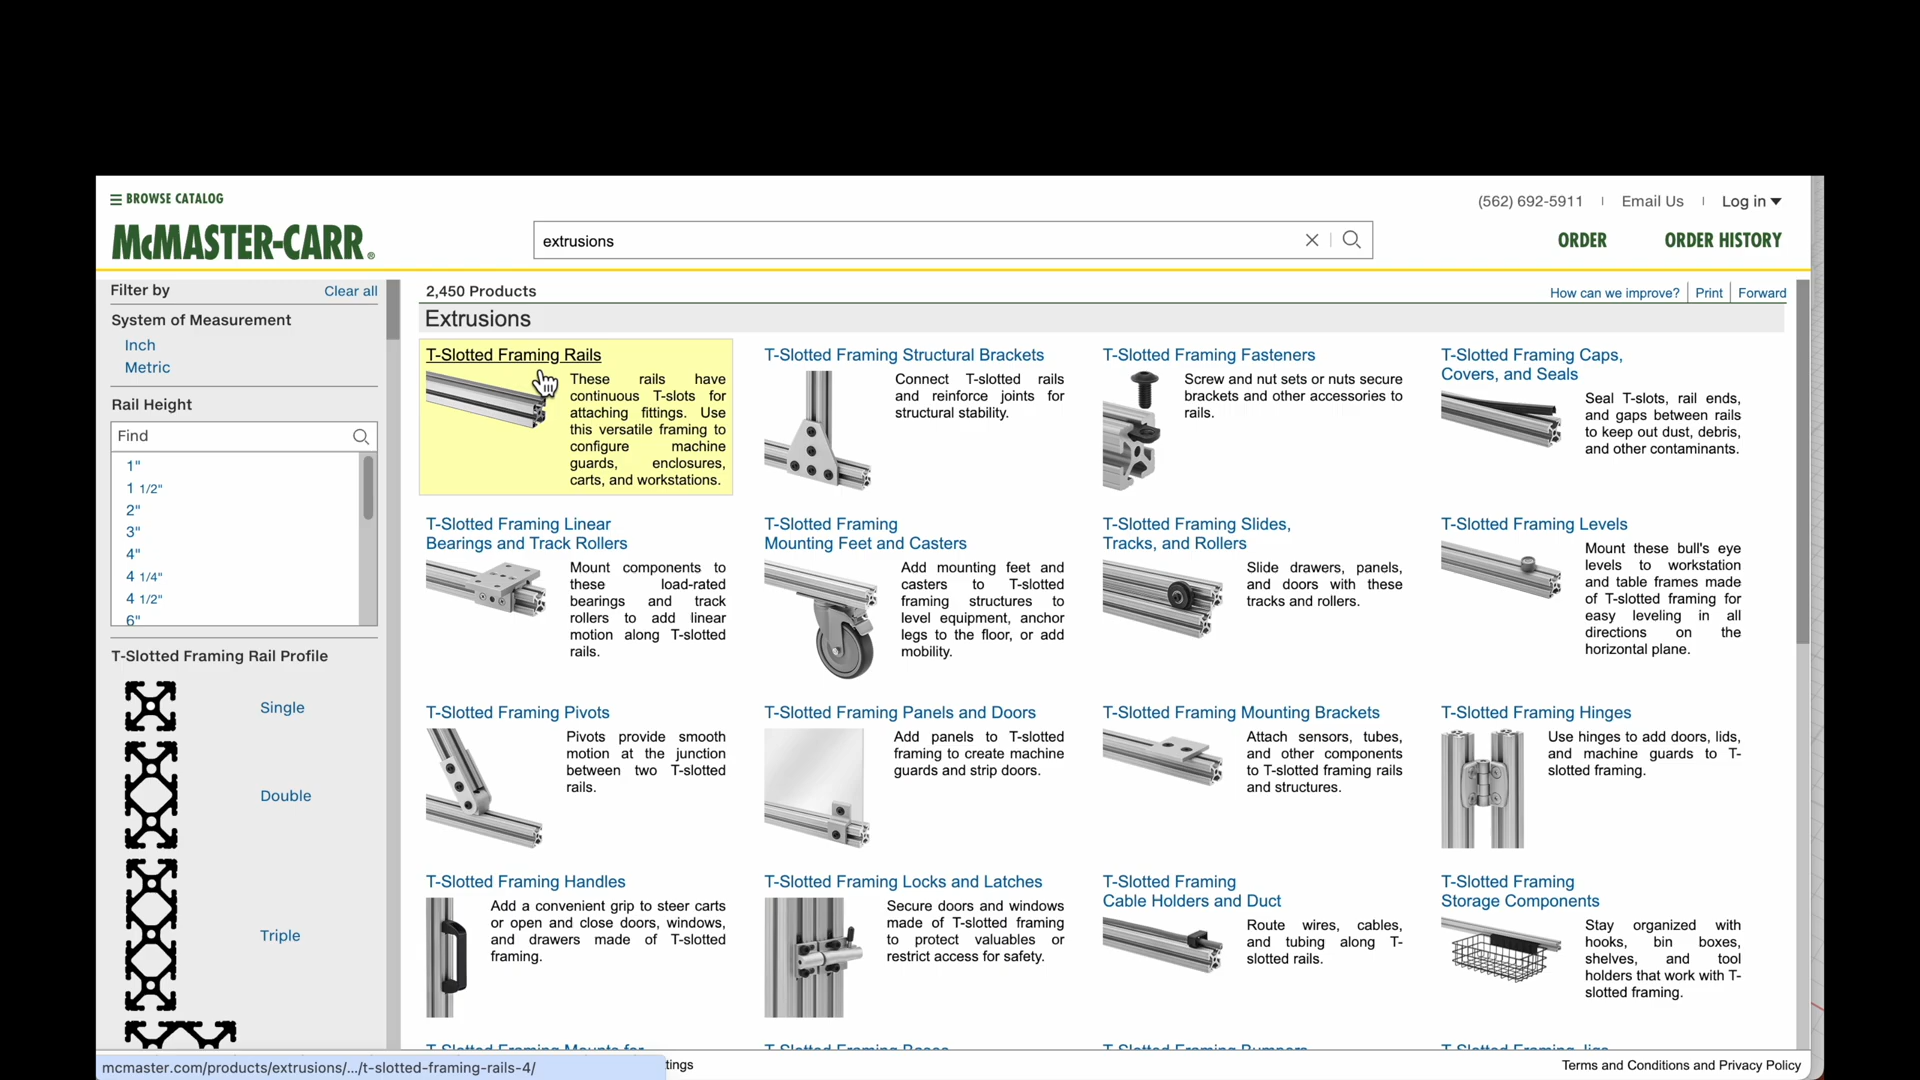 BROWSE CATALOG
(562) 692-5911
Email Us
Log in
McMASTER-CARR®
extrusions
ORDER
ORDER HISTORY
Filter by
Clear all
System of Measurement
Inch
Metric
Rail Height
Find
1"
1 1/2"
2"
3"
4"
4 1/4"
4 1/2"
6"
T-Slotted Framing Rail Profile
Single
Double
Triple
2,450 Products
How can we improve?
Print
Forward
Extrusions
T-Slotted Framing Rails
These rails have
continuous T-slots for
attaching fittings. Use
this versatile framing to
configure machine
guards, enclosures,
carts, and workstations.
T-Slotted Framing Structural Brackets
Connect T-slotted rails
and reinforce joints for
structural stability.
T-Slotted Framing Fasteners
Screw and nut sets or nuts secure
brackets and other accessories to
rails.
T-Slotted Framing Caps,
Covers, and Seals
Seal T-slots, rail ends,
and gaps between rails
to keep out dust, debris,
and other contaminants.
T-Slotted Framing Linear
Bearings and Track Rollers
Mount components to
these load-rated
bearings and track
rollers to add linear
motion along T-slotted
rails.
T-Slotted Framing
Mounting Feet and Casters
Add mounting feet and
casters to T-slotted
framing structures to
level equipment, anchor
legs to the floor, or add
mobility.
T-Slotted Framing Slides,
Tracks, and Rollers
Slide drawers, panels,
and doors with these
tracks and rollers.
T-Slotted Framing Levels
Mount these bull's eye
levels to workstation
and table frames made
of T-slotted framing for
easy leveling in all
directions on the
horizontal plane.
T-Slotted Framing Pivots
Pivots provide smooth
motion at the junction
between two T-slotted
rails.
T-Slotted Framing Panels and Doors
Add panels to T-slotted
framing to create machine
guards and strip doors.
T-Slotted Framing Mounting Brackets
Attach sensors, tubes,
and other components
to T-slotted framing rails
and structures.
T-Slotted Framing Hinges
Use hinges to add doors, lids,
and machine guards to T-
slotted framing.
T-Slotted Framing Handles
Add a convenient grip to steer carts
or open and close doors, windows,
and drawers made of T-slotted
framing.
T-Slotted Framing Locks and Latches
Secure doors and windows
made of T-slotted framing
to protect valuables or
restrict access for safety.
T-Slotted Framing
Cable Holders and Duct
Route wires, cables,
and tubing along T-
slotted rails.
T-Slotted Framing
Storage Components
Stay organized with
hooks, bin boxes,
shelves, and tool
holders that work with T-
slotted framing.
T-Slotted Framing Mounts for
T-Slotted Framing Bases
T-Slotted Framing Bumpers
T-Slotted Framing Jigs
mcmaster.com/products/extrusions/.../t-slotted-framing-rails-4/
tings
Terms and Conditions and Privacy Policy